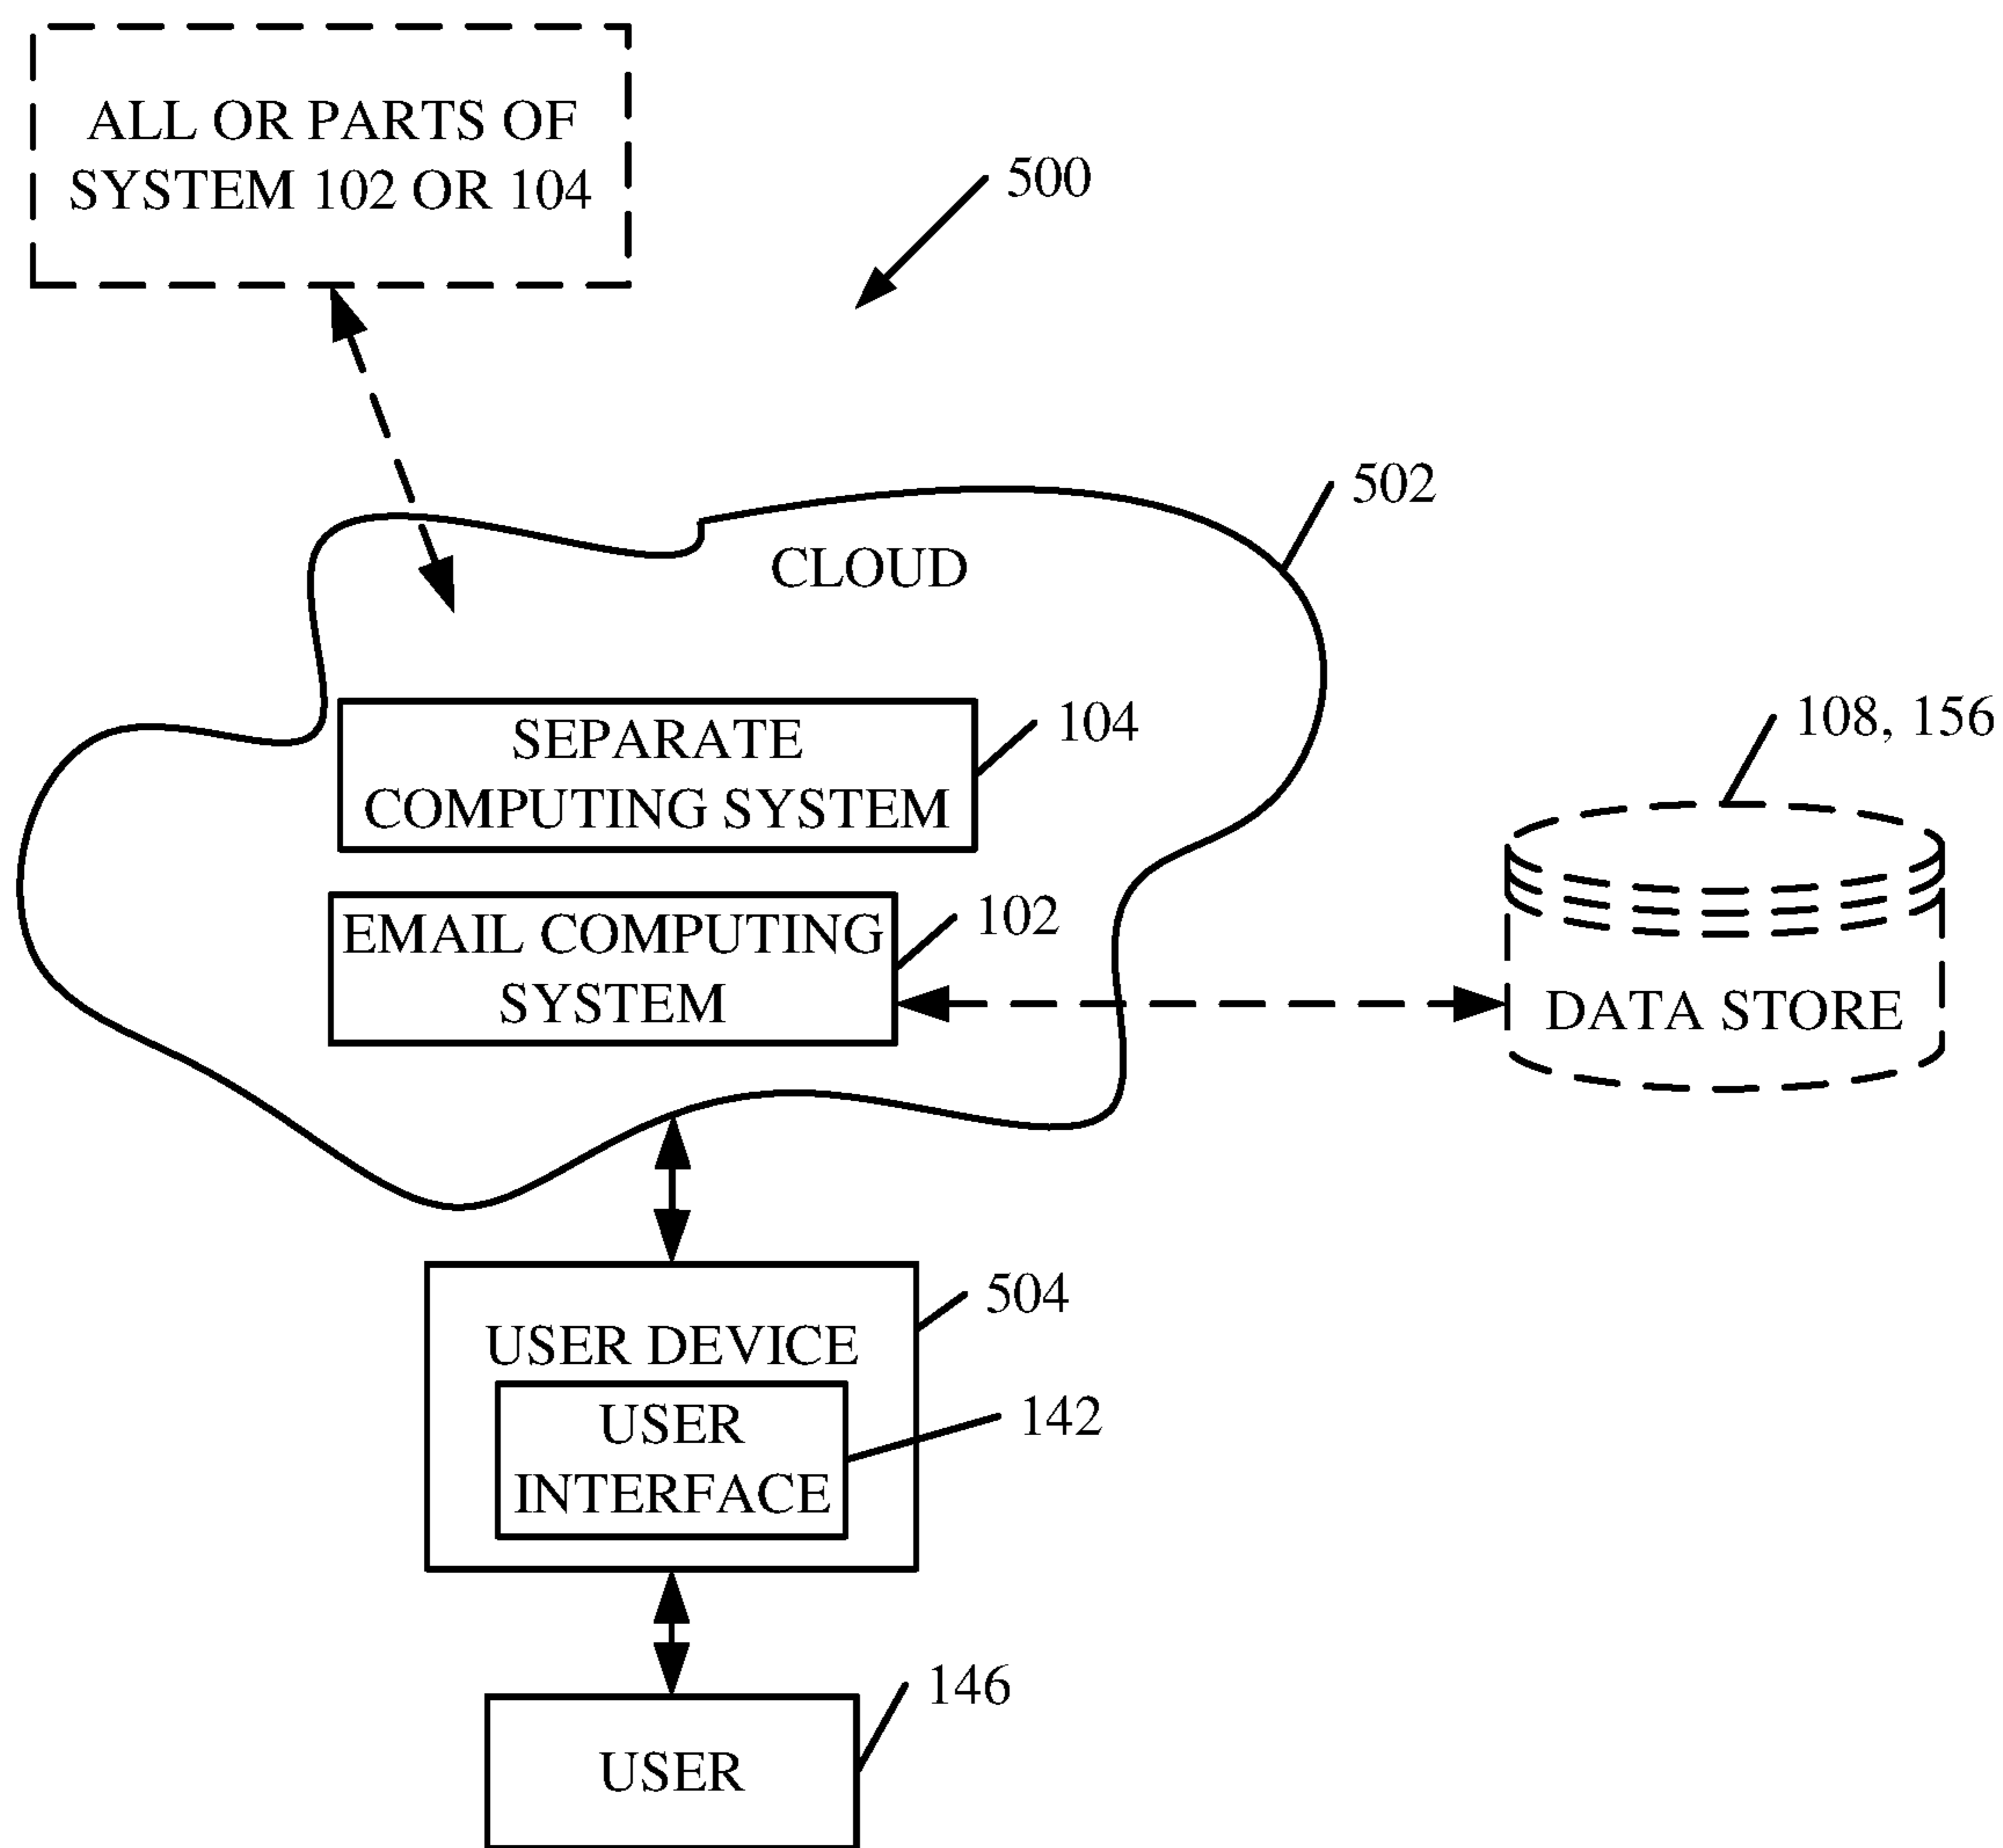 ALL OR PARTS OF
SYSTEM 102 OR 104
500
502
CLOUD
SEPARATE
COMPUTING SYSTEM
104
108, 156
EMAIL COMPUTING
SYSTEM
102
DATA STORE
504
USER DEVICE
USER
INTERFACE
142
146
USER